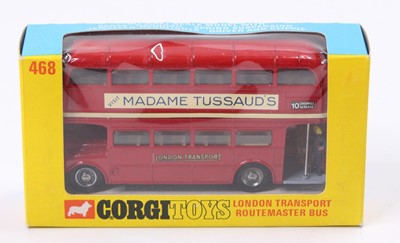 468
VISIT MADAME TUSSAUD'S
10
LONDON TRANSPORT
CORGI TOYS
LONDON TRANSPORT
ROUTEMASTER BUS